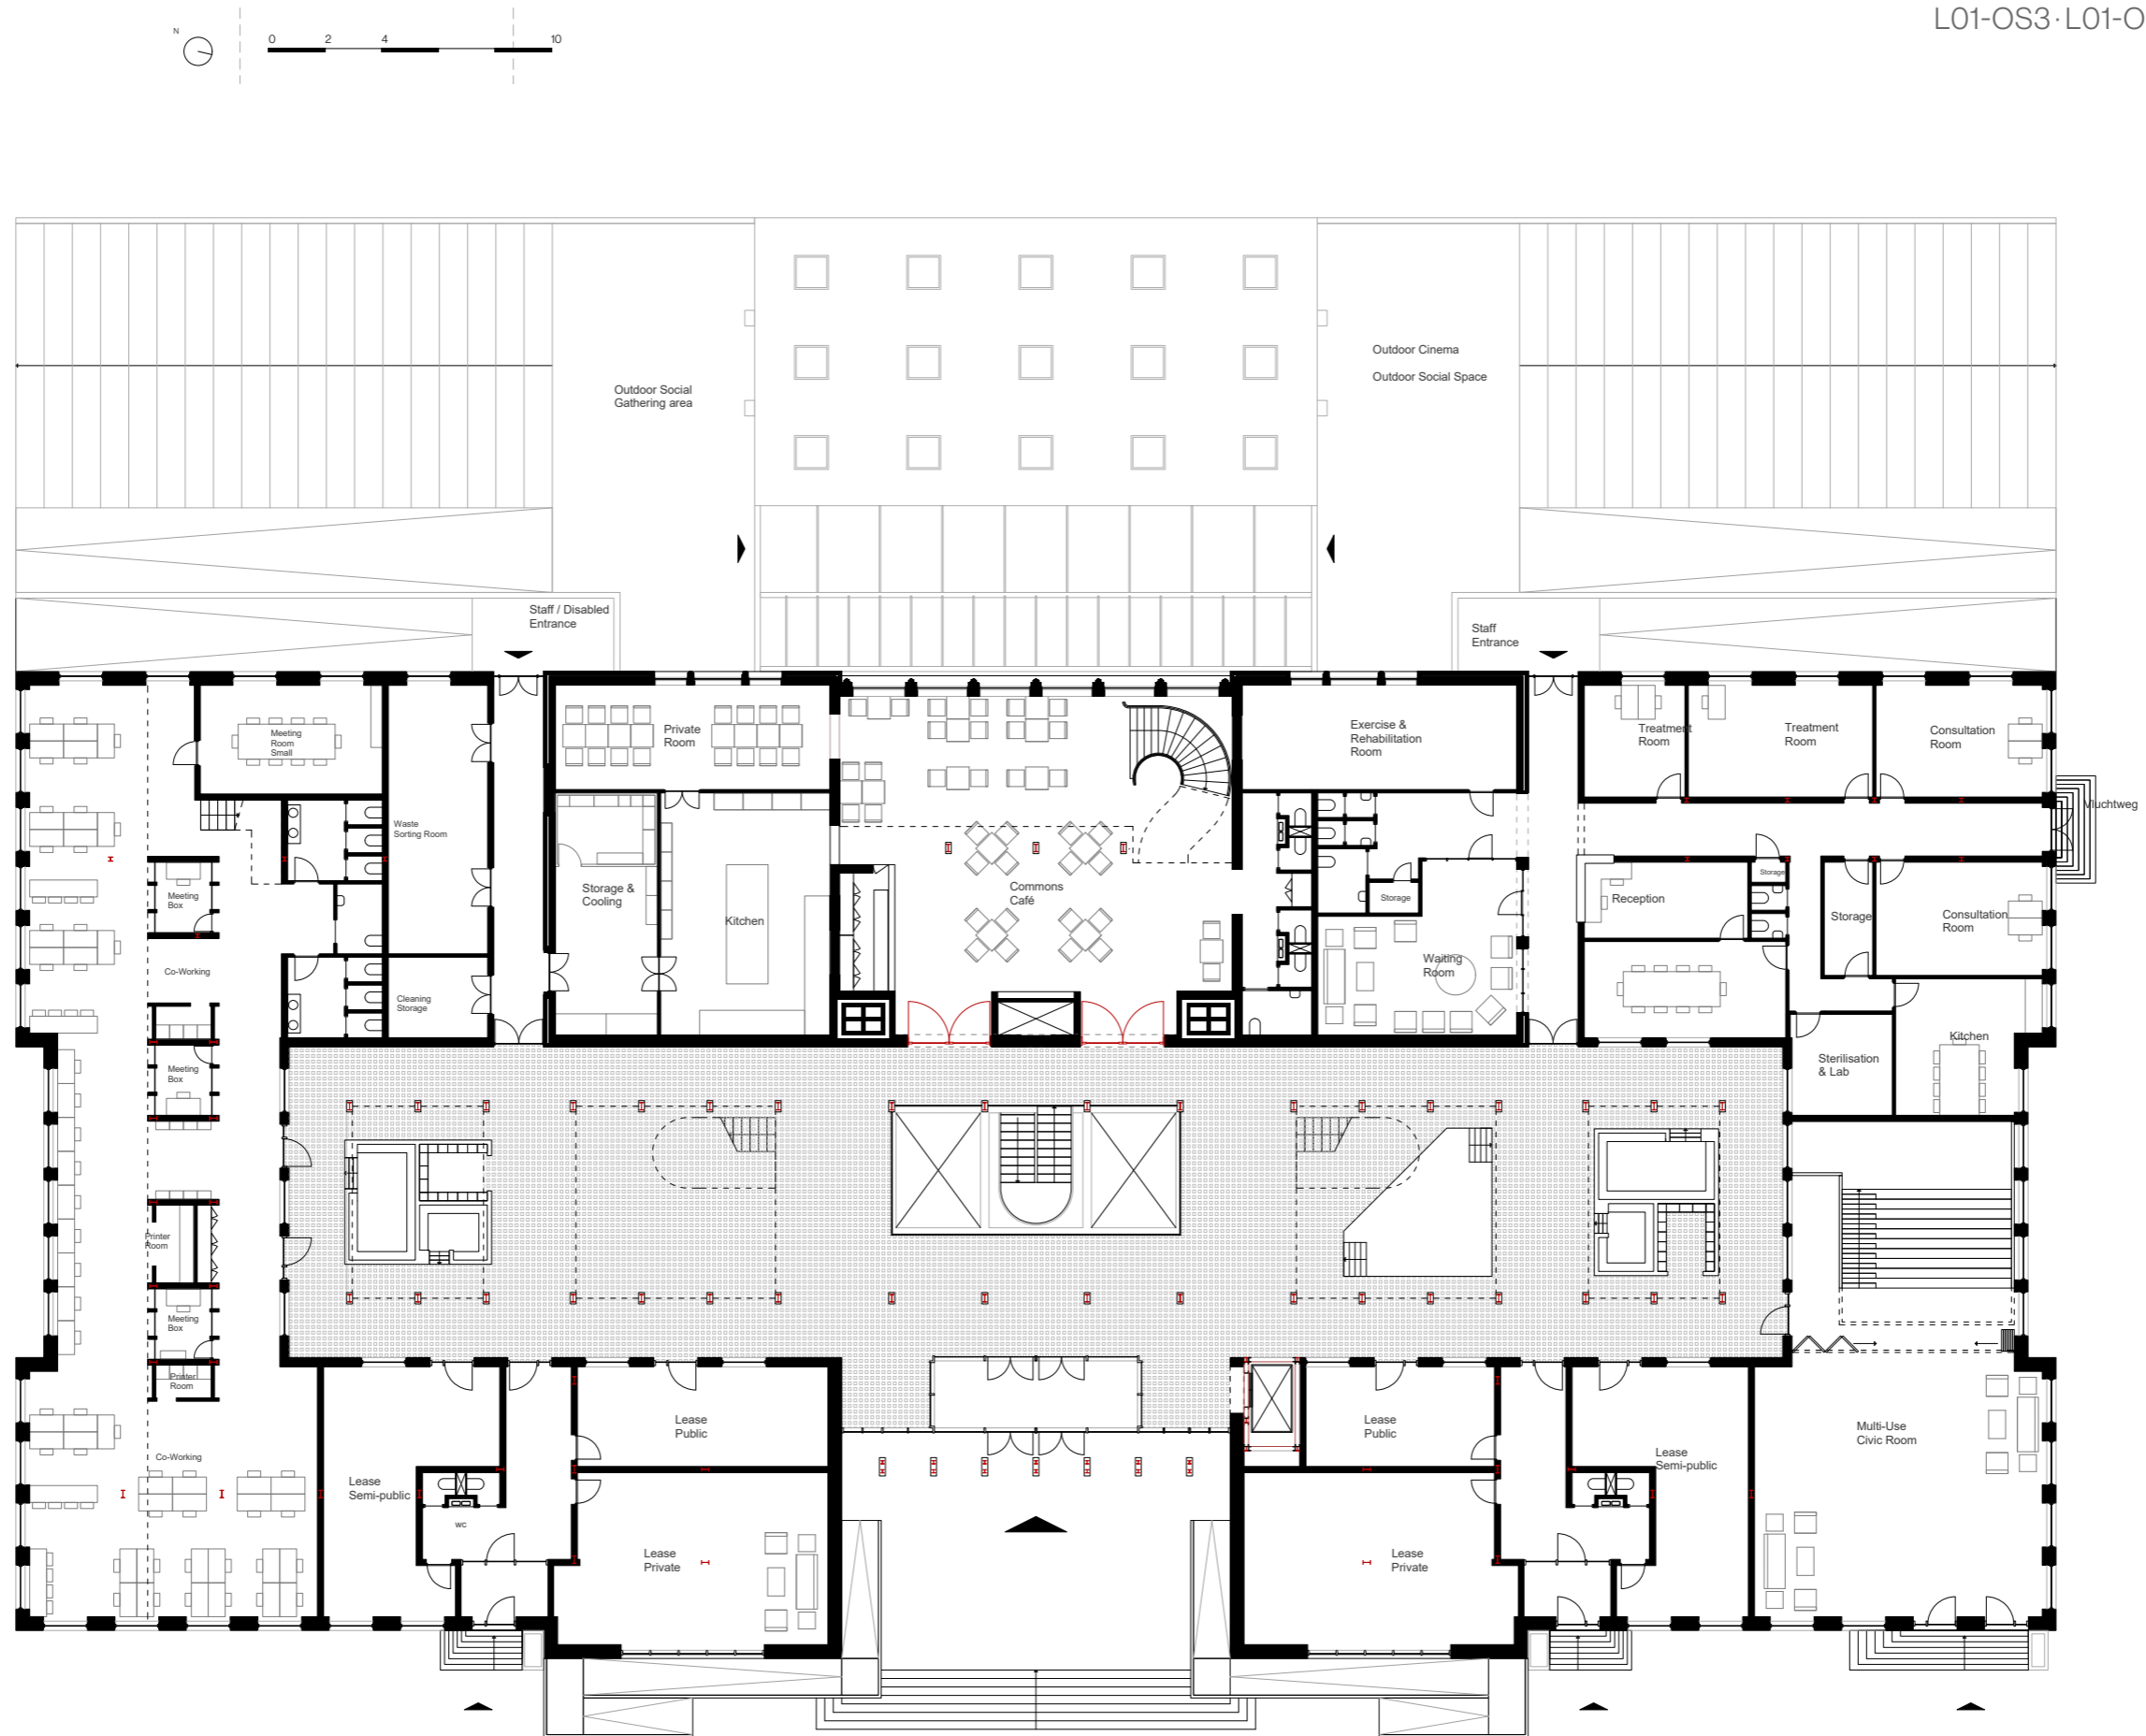 L01-OS3 · L01-O
N
0 2 4 10
Outdoor Cinema
Outdoor Social Space
Outdoor Social
Gathering area
Staff / Disabled
Entrance
Staff
Entrance
Meeting
Room
Small
Private
Room
Exercise &
Rehabilitation
Room
Treatment
Room
Treatment
Room
Consultation
Room
Vluchtweg
Waste
Sorting Room
Storage &
Cooling
Kitchen
Commons
Café
Storage
Waiting
Room
Reception
Storage
Storage
Consultation
Room
Meeting
Box
Co-Working
Cleaning
Storage
Meeting
Box
Sterilisation
& Lab
Kitchen
Printer
Room
Meeting
Box
Printer
Room
Co-Working
Lease
Semi-public
wc
Lease
Public
Lease
Private
Lease
Public
Lease
Private
Lease
Semi-public
Multi-Use
Civic Room